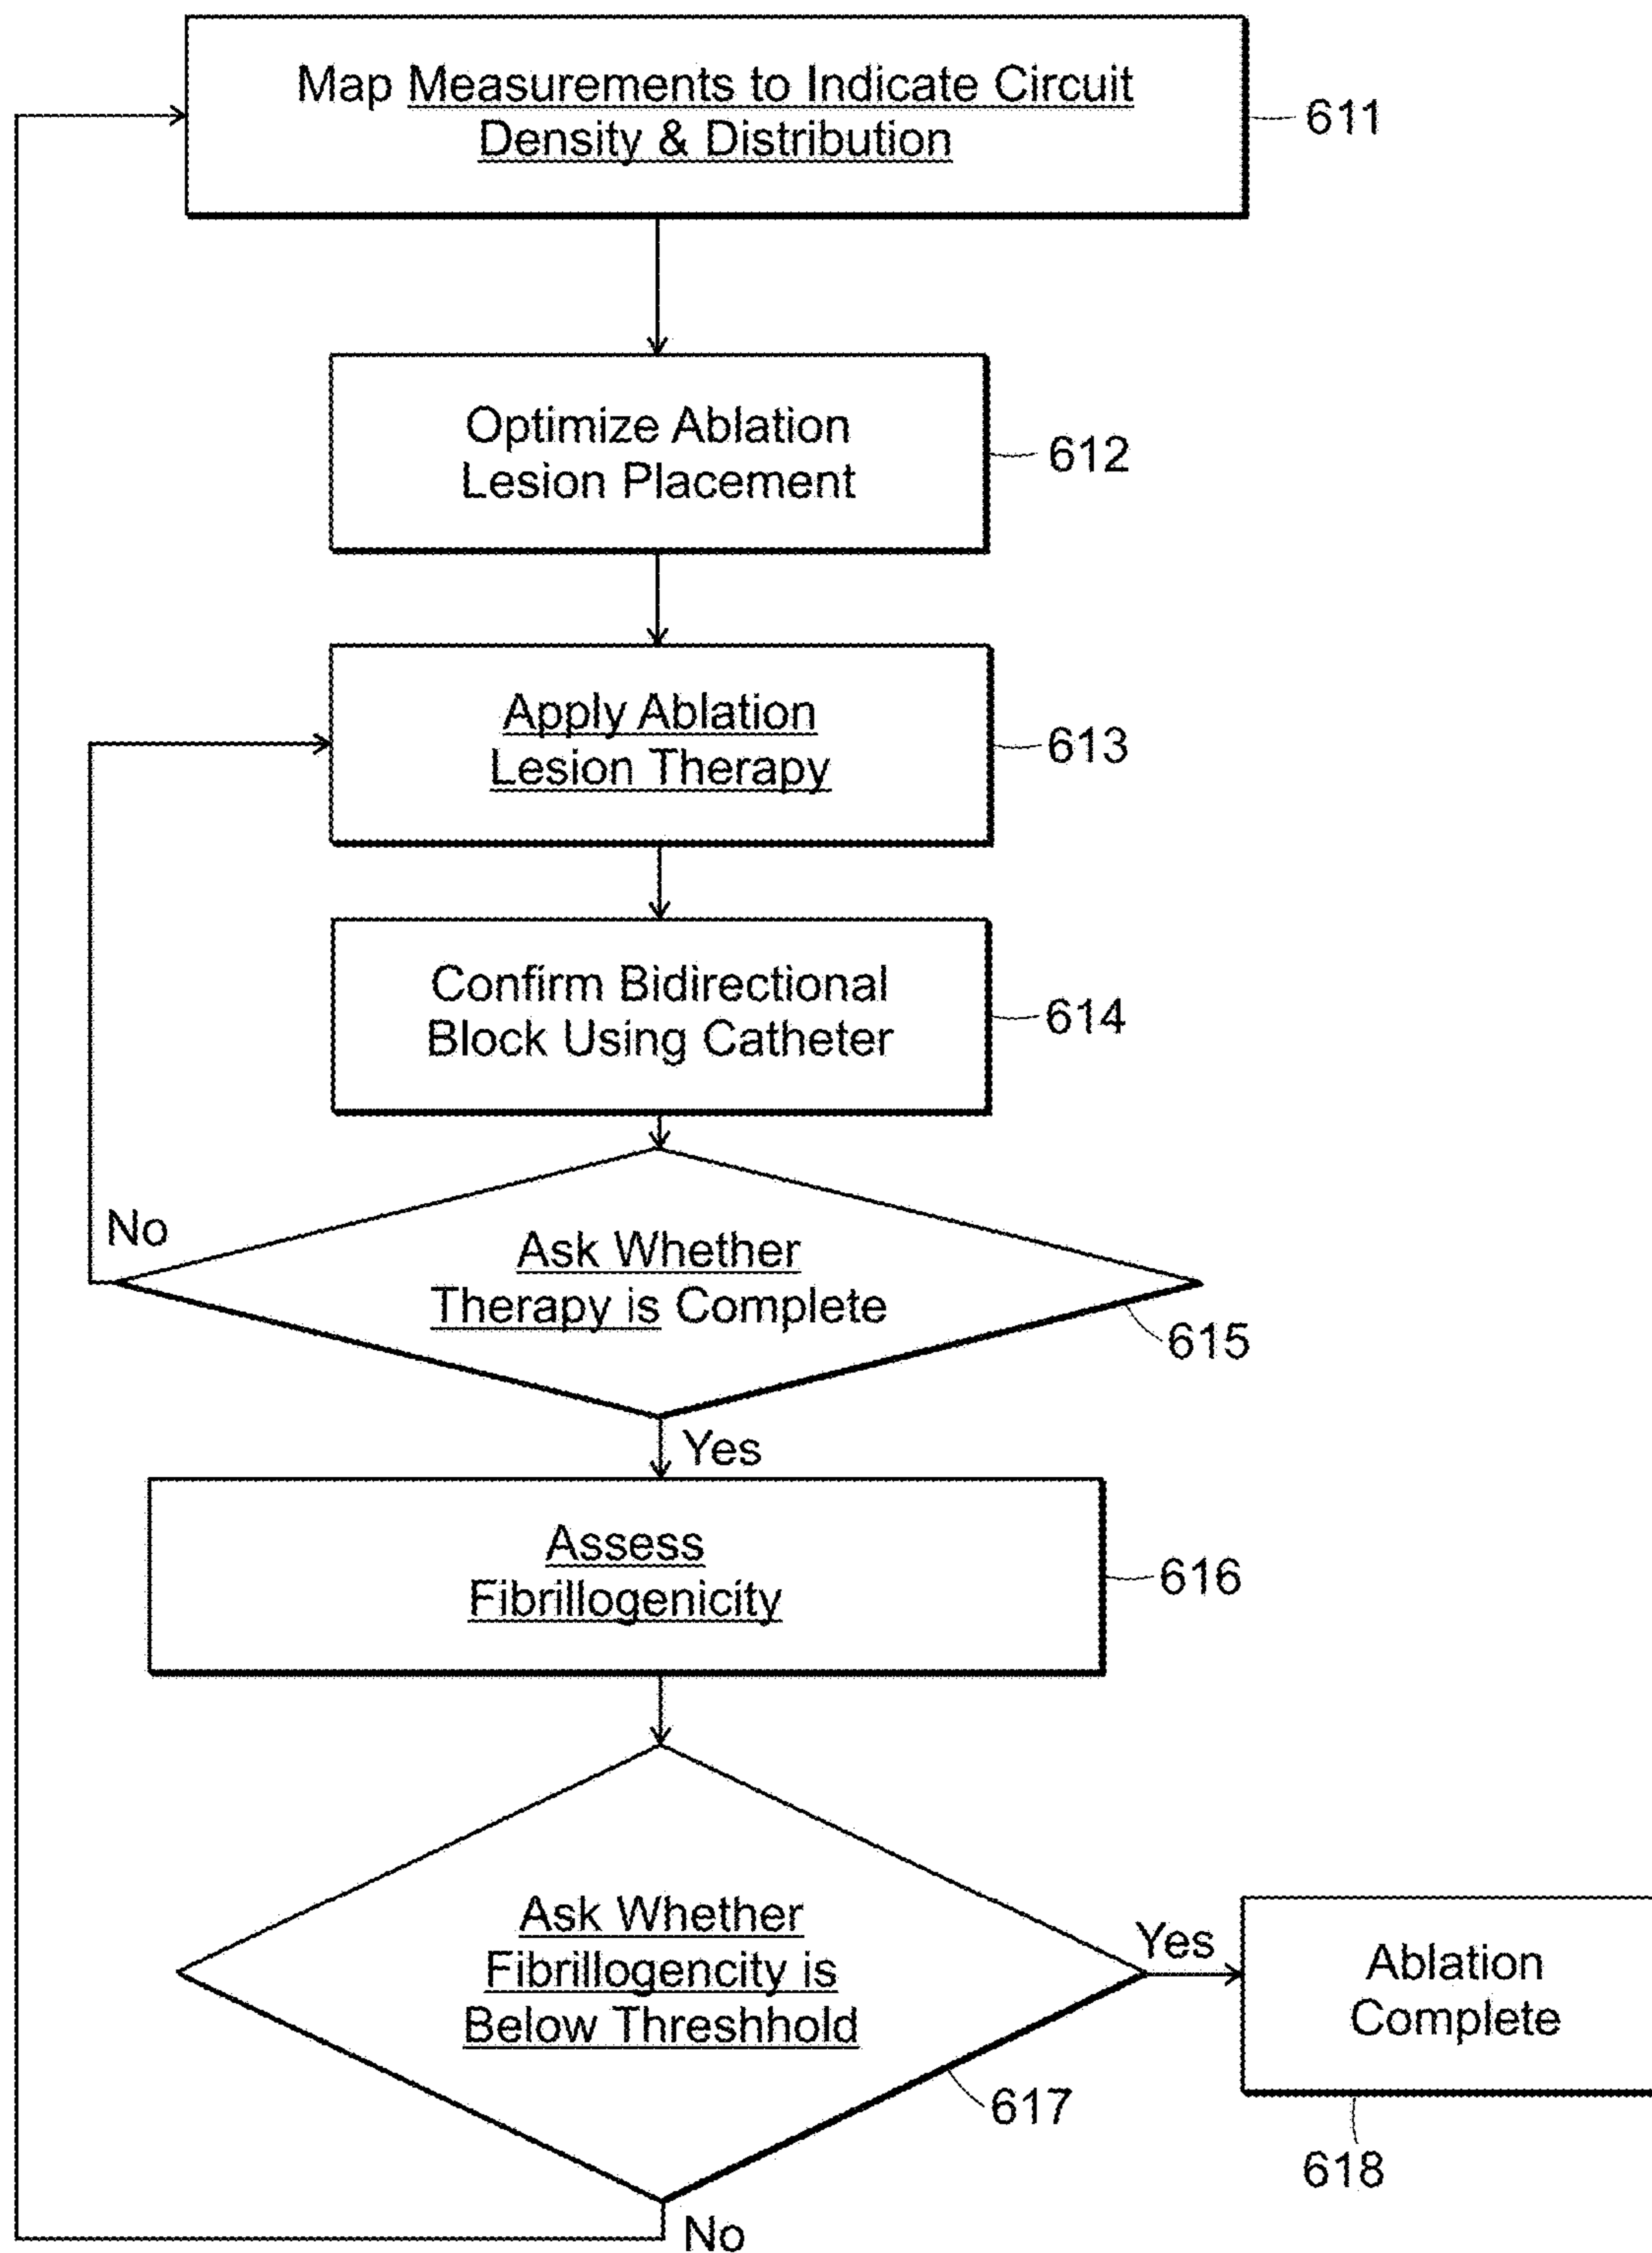 Map Measurements to Indicate Circuit
Density & Distribution
611
Optimize Ablation
Lesion Placement
612
Apply Ablation
Lesion Therapy
613
Confirm Bidirectional
Block Using Catheter
614
No
Ask Whether
Therapy is Complete
615
Yes
Assess
Fibrillogenicity
616
Ask Whether
Fibrillogencity is
Below Threshhold
617
Yes
Ablation
Complete
618
No